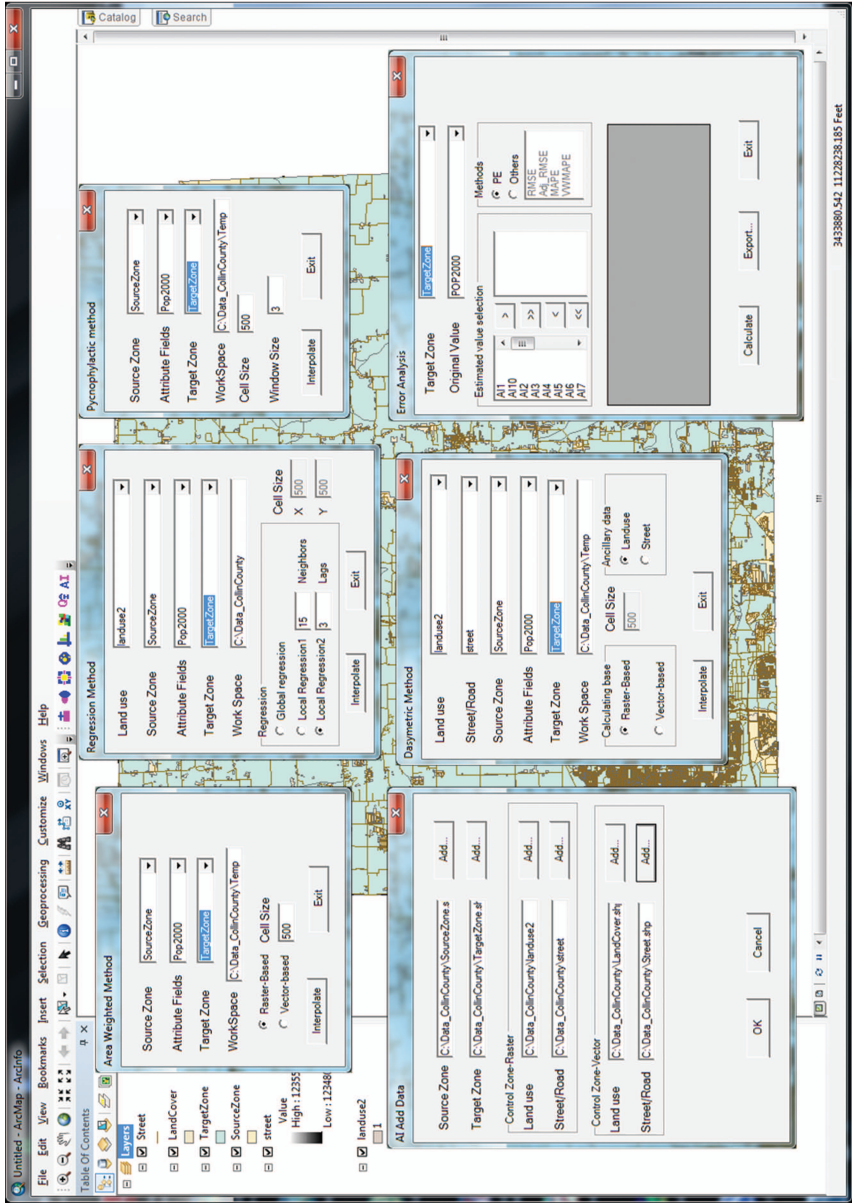 Untitled - ArcMap - ArcInfo
File Edit View Bookmarks Insert Selection Geoprocessing Customize Windows Help
Table Of Contents
Layers
Street
LandCover
TargetZone
SourceZone
street
Value
High : 12355
Low : 123480
landuse2
1
Catalog
Search
Area Weighted Method
Source Zone SourceZone
Attribute Fields Pop2000
Target Zone TargetZone
WorkSpace C:\Data_CollinCounty\Temp
Raster-Based Cell Size
Vector-based 500
Interpolate Exit
Regression Method
Land use landuse2
Source Zone SourceZone
Attribute Fields Pop2000
Target Zone TargetZone
Work Space C:\Data_CollinCounty
Regression
Global regression
Local Regression1 15 Neighbors
Local Regression2 3 Lags
Cell Size
X 500
Y 500
Interpolate Exit
Pycnophylactic method
Source Zone SourceZone
Attribute Fields Pop2000
Target Zone TargetZone
WorkSpace C:\Data_CollinCounty\Temp
Cell Size 500
Window Size 3
Interpolate Exit
AI Add Data
Source Zone C:\Data_CollinCounty\SourceZone.s Add...
Target Zone C:\Data_CollinCounty\TargetZone.sh Add...
Control Zone-Raster
Land use C:\Data_CollinCounty\landuse2 Add...
Street/Road C:\Data_CollinCounty\street Add...
Control Zone-Vector
Land use C:\Data_CollinCounty\LandCover.shp Add...
Street/Road C:\Data_CollinCounty\Street.shp Add...
OK Cancel
Dasymetric Method
Land use landuse2
Street/Road street
Source Zone SourceZone
Attribute Fields Pop2000
Target Zone TargetZone
Work Space C:\Data_CollinCounty\Temp
Calculating base
Raster-Based
Vector-based
Cell Size
500
Ancillary data
Landuse
Street
Interpolate Exit
Error Analysis
Target Zone TargetZone
Original Value POP2000
Estimated value selection
AI1
AI10
AI2
AI3
AI4
AI5
AI6
AI7
>
>>
<
<<
Methods
PE
Others
RMSE
Adj_RMSE
MAPE
VWMAPE
Calculate Export... Exit
3433880.542 11228238.185 Feet